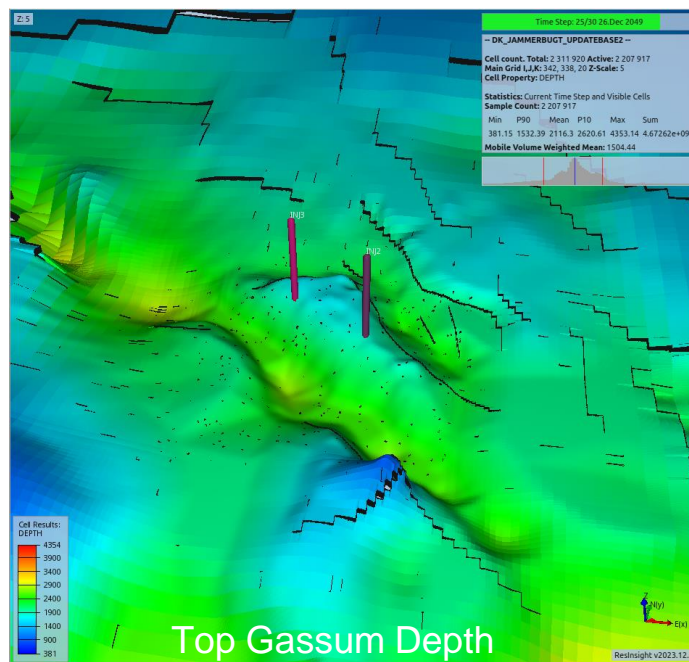 Z: 5
Time Step: 25/30 26.Dec 2049
-- DK_JAMMERBUGT_UPDATEBASE2 --
Cell count. Total: 2 311 920 Active: 2 207 917
Main Grid I,J,K: 342, 338, 20 Z-Scale: 5
Cell Property: DEPTH
Statistics: Current Time Step and Visible Cells
Sample Count: 2 207 917
Min P90 Mean P10 Max Sum
381.15 1532.39 2116.3 2620.61 4353.14 4.67262e+09
Mobile Volume Weighted Mean: 1504.44
INJ3
INJ2
Cell Results:
DEPTH
4354
3900
3400
2900
2400
1900
1400
900
381
Z
N(y)
E(x)
Top Gassum Depth
ResInsight v2023.12.